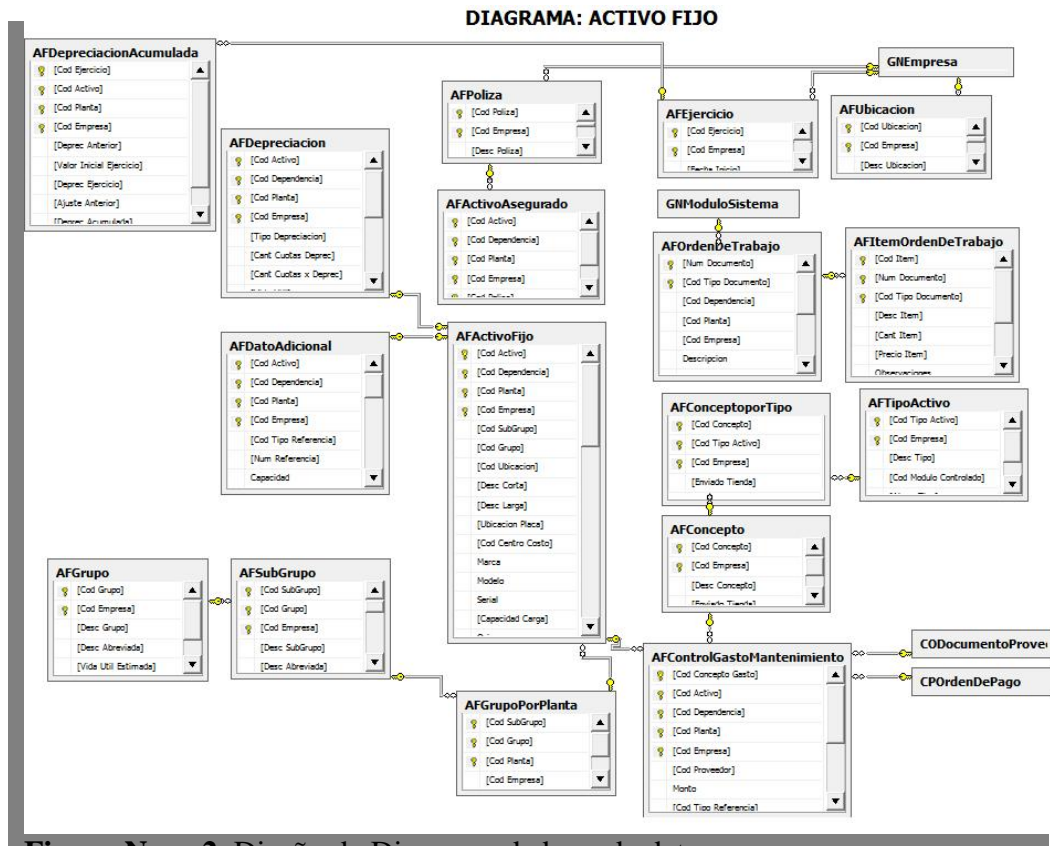 DIAGRAMA: ACTIVO FIJO
AFDepreciacionAcumulada
[Cod Ejercicio]
[Cod Activo]
[Cod Planta]
[Cod Empresa]
[Deprec Anterior]
[Valor Inicial Ejercicio]
[Deprec Ejercicio]
[Ajuste Anterior]
[Deprec Acumulada]
AFDepreciacion
[Cod Activo]
[Cod Dependencia]
[Cod Planta]
[Cod Empresa]
[Tipo Depreciacion]
[Cant Cuotas Deprec]
[Cant Cuotas x Deprec]
AFPoliza
[Cod Poliza]
[Cod Empresa]
[Desc Poliza]
AFEjercicio
[Cod Ejercicio]
[Cod Empresa]
[Fecha Inicio]
GNEmpresa
AFUbicacion
[Cod Ubicacion]
[Cod Empresa]
[Desc Ubicacion]
AFActivoAsegurado
[Cod Activo]
[Cod Dependencia]
[Cod Planta]
[Cod Empresa]
[Cod Poliza]
GNModuloSistema
AFOrdenDeTrabajo
[Num Documento]
[Cod Tipo Documento]
[Cod Dependencia]
[Cod Planta]
[Cod Empresa]
Descripcion
AFItemOrdenDeTrabajo
[Cod Item]
[Num Documento]
[Cod Tipo Documento]
[Desc Item]
[Cant Item]
[Precio Item]
Observaciones
AFDatoAdicional
[Cod Activo]
[Cod Dependencia]
[Cod Planta]
[Cod Empresa]
[Cod Tipo Referencia]
[Num Referencia]
Capacidad
AFActivoFijo
[Cod Activo]
[Cod Dependencia]
[Cod Planta]
[Cod Empresa]
[Cod SubGrupo]
[Cod Grupo]
[Cod Ubicacion]
[Desc Corta]
[Desc Larga]
[Ubicacion Placa]
[Cod Centro Costo]
Marca
Modelo
Serial
[Capacidad Carga]
AFConceptoporTipo
[Cod Concepto]
[Cod Tipo Activo]
[Cod Empresa]
[Enviado Tienda]
AFTipoActivo
[Cod Tipo Activo]
[Cod Empresa]
[Desc Tipo]
[Cod Modulo Controlado]
AFConcepto
[Cod Concepto]
[Cod Empresa]
[Desc Concepto]
[Enviado Tienda]
AFGrupo
[Cod Grupo]
[Cod Empresa]
[Desc Grupo]
[Desc Abreviada]
[Vida Util Estimada]
AFSubGrupo
[Cod SubGrupo]
[Cod Grupo]
[Cod Empresa]
[Desc SubGrupo]
[Desc Abreviada]
AFGrupoPorPlanta
[Cod SubGrupo]
[Cod Grupo]
[Cod Planta]
[Cod Empresa]
AFControlGastoMantenimiento
[Cod Concepto Gasto]
[Cod Activo]
[Cod Dependencia]
[Cod Planta]
[Cod Empresa]
[Cod Proveedor]
Monto
[Cod Tipo Referencia]
CODocumentoProve
CPOrdenDePago